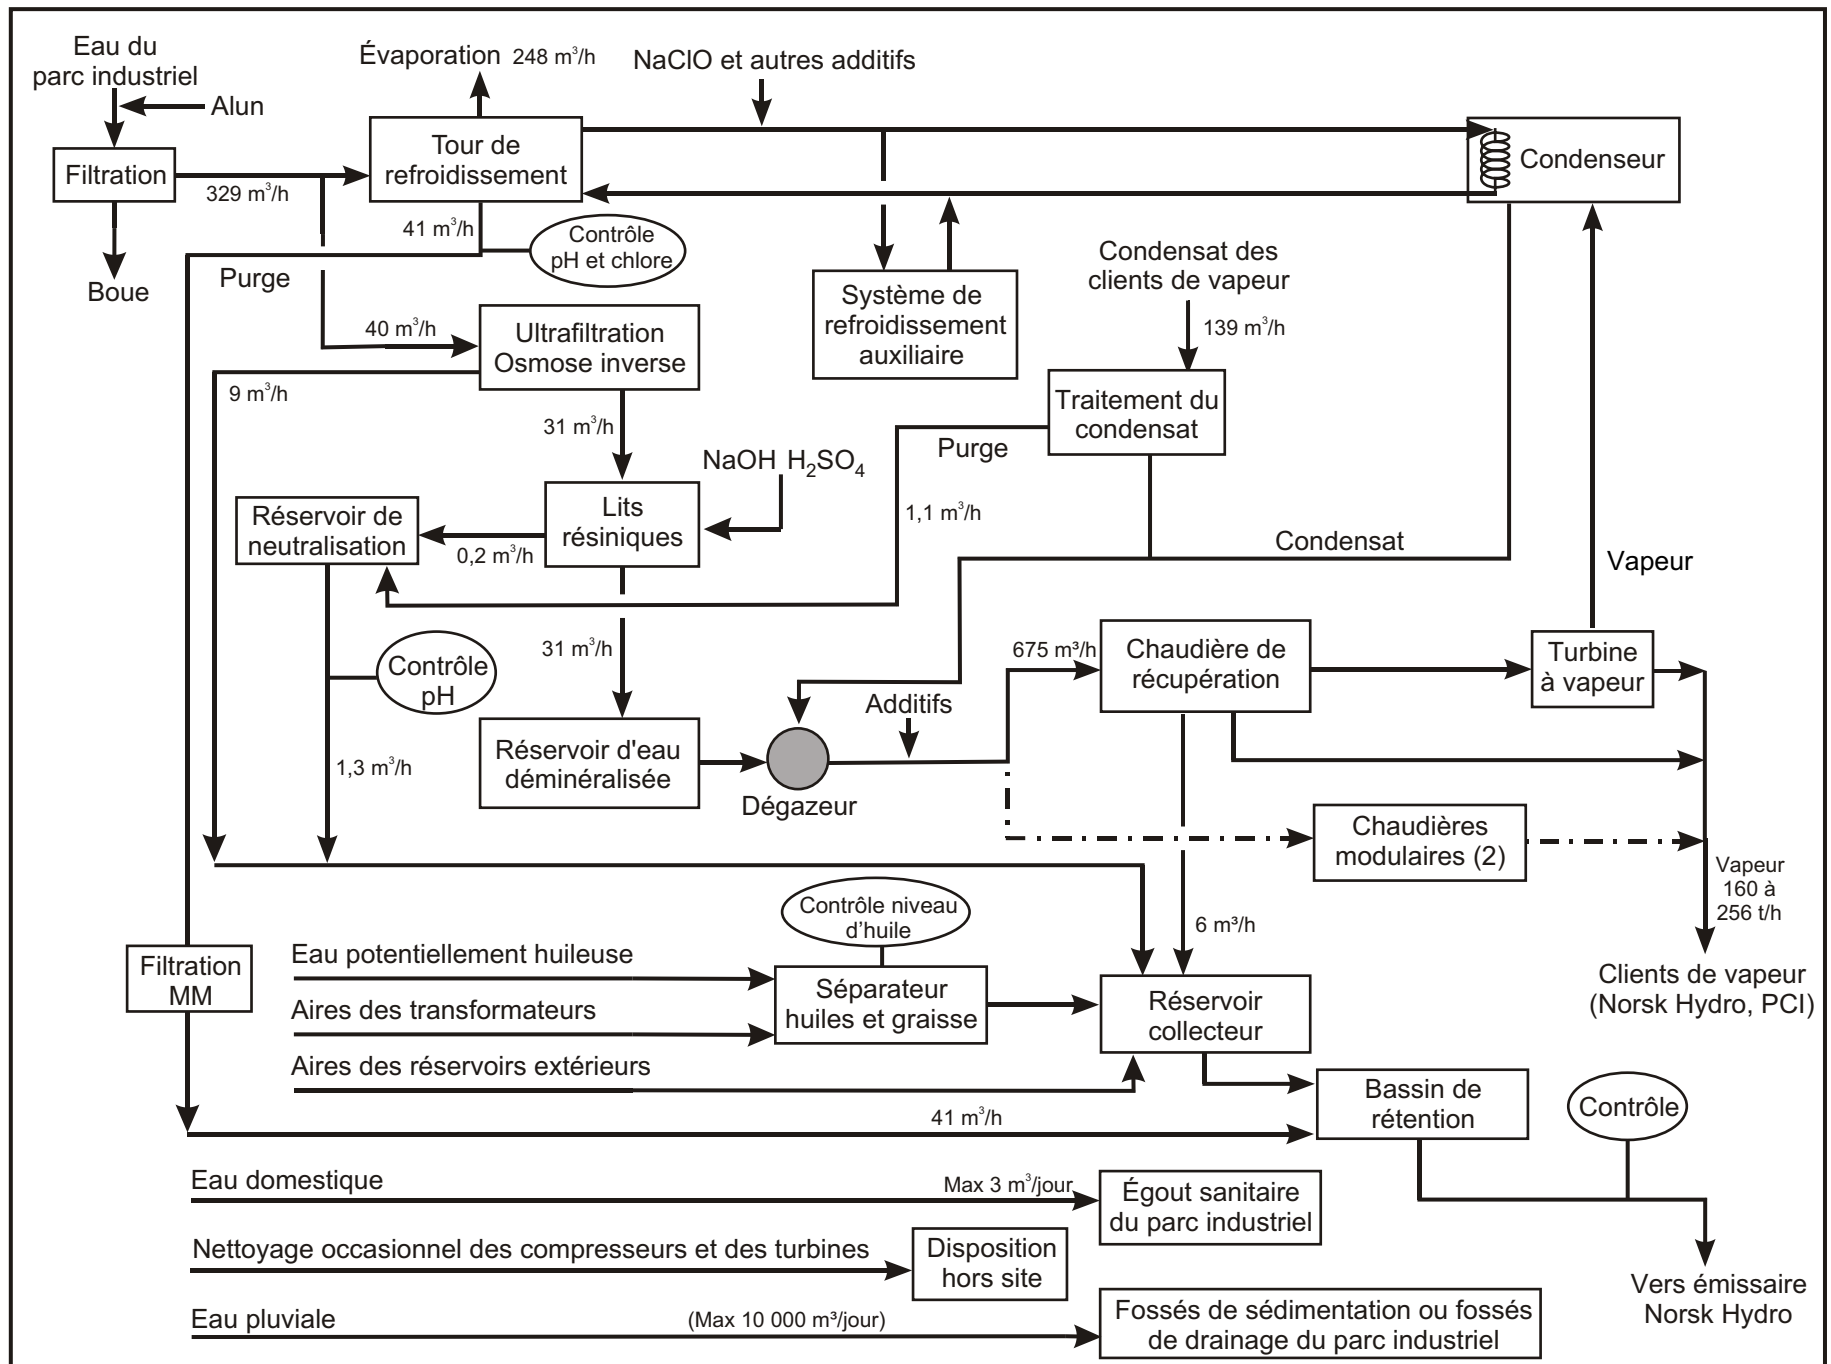 Eau du
parc industriel
Alun
Filtration
329 m³/h
Boue
Évaporation 248 m³/h
Tour de
refroidissement
41 m³/h
Contrôle
pH et chlore
Purge
NaClO et autres additifs
Condenseur
Système de
refroidissement
auxiliaire
Condensat des
clients de vapeur
139 m³/h
Traitement du
condensat
Purge
1,1 m³/h
40 m³/h
Ultrafiltration
Osmose inverse
9 m³/h
31 m³/h
NaOH H₂SO₄
Lits
résiniques
Réservoir de
neutralisation
0,2 m³/h
Condensat
Vapeur
Contrôle
pH
1,3 m³/h
31 m³/h
Réservoir d'eau
déminéralisée
Dégazeur
Additifs
675 m³/h
Chaudière de
récupération
Turbine
à vapeur
Chaudières
modulaires (2)
Vapeur
160 à
256 t/h
6 m³/h
Clients de vapeur
(Norsk Hydro, PCI)
Filtration
MM
Contrôle niveau
d'huile
Eau potentiellement huileuse
Aires des transformateurs
Aires des réservoirs extérieurs
Séparateur
huiles et graisse
Réservoir
collecteur
41 m³/h
Bassin de
rétention
Contrôle
Eau domestique
Max 3 m³/jour
Égout sanitaire
du parc industriel
Nettoyage occasionnel des compresseurs et des turbines
Disposition
hors site
Vers émissaire
Norsk Hydro
Eau pluviale
(Max 10 000 m³/jour)
Fossés de sédimentation ou fossés
de drainage du parc industriel